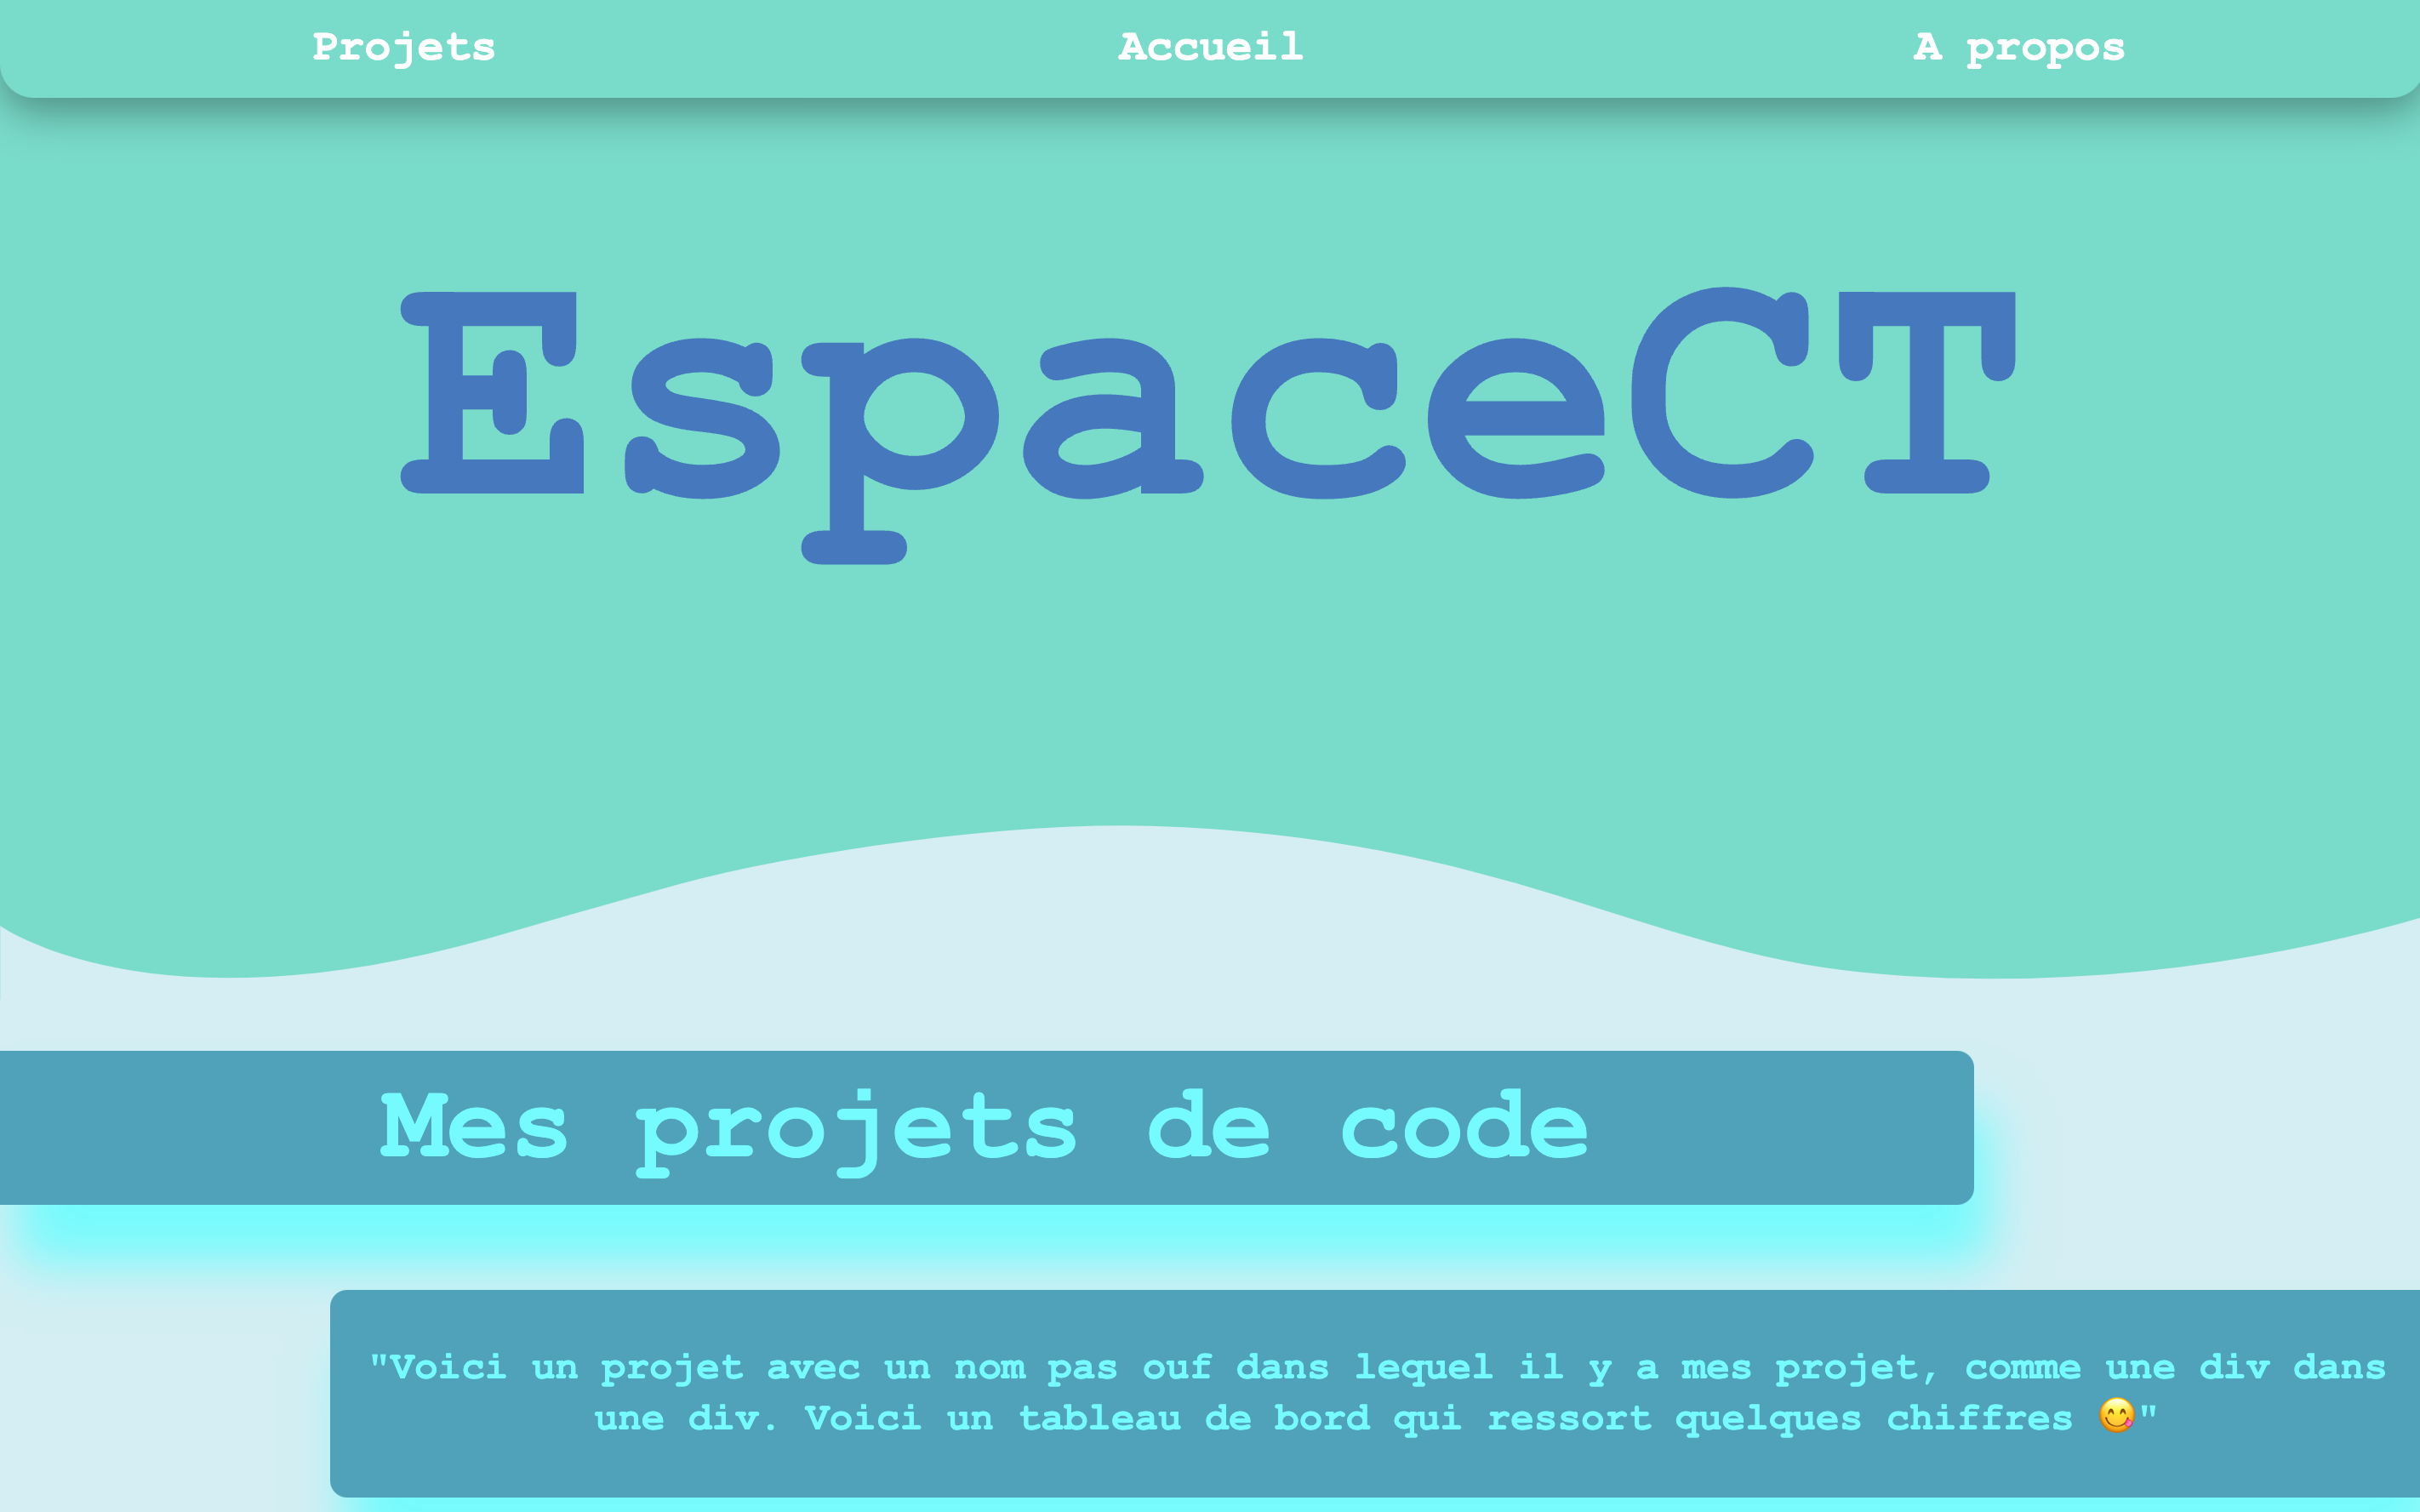 Projets Accueil A propos
EspaceCT
Mes projets de code
"Voici un projet avec un nom pas ouf dans lequel il y a mes projet, comme une div dans
une div. Voici un tableau de bord qui ressort quelques chiffres 😋"